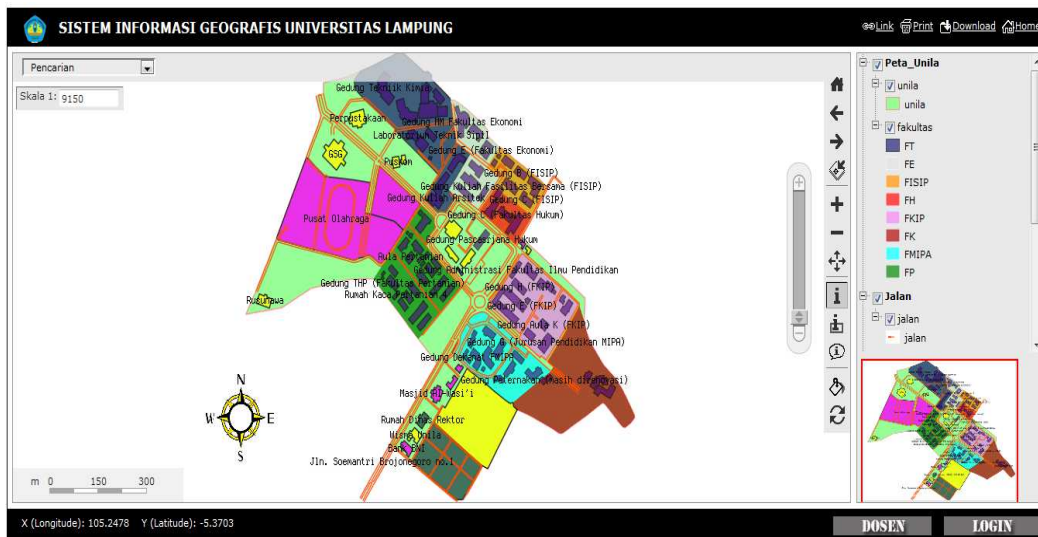 SISTEM INFORMASI GEOGRAFIS UNIVERSITAS LAMPUNG
Link Print Download Home
Pencarian
Skala 1: 9150
Gedung Teknik Kimia
Perpustakaan
Gedung HM Fakultas Ekonomi
Laboratorium Teknik Sipil
GSG
Gedung E (Fakultas Ekonomi)
Puskom
Gedung B (FISIP)
Gedung Kuliah Fasilitas Bersama (FISIP)
Gedung Kuliah Arsitek
Gedung C (FISIP)
Pusat Olahraga
Gedung C (Fakultas Hukum)
Gedung Pascasrjana Hukum
Aula Pertanian
Gedung Administrasi Fakultas Ilmu Pendidikan
Gedung THP (Fakultas Pertanian)
Gedung H (FKIP)
Rumah Kaca Pertanian
Rusunawa
Gedung E (FKIP)
Gedung Aula K (FKIP)
Gedung G (Jurusan Pendidikan MIPA)
Gedung Dekanat FMIPA
Gedung (Masih direnovasi)
Masjid Al-Wasi'i
Rumah Dinas Rektor
Wisma Unila
Bank BNI
Jln. Soemantri Brojonegoro no.1
N
W E
S
m 0 150 300
Peta_Unila
unila
unila
fakultas
FT
FE
FISIP
FH
FKIP
FK
FMIPA
FP
Jalan
jalan
jalan
X (Longitude): 105.2478 Y (Latitude): -5.3703
DOSEN LOGIN